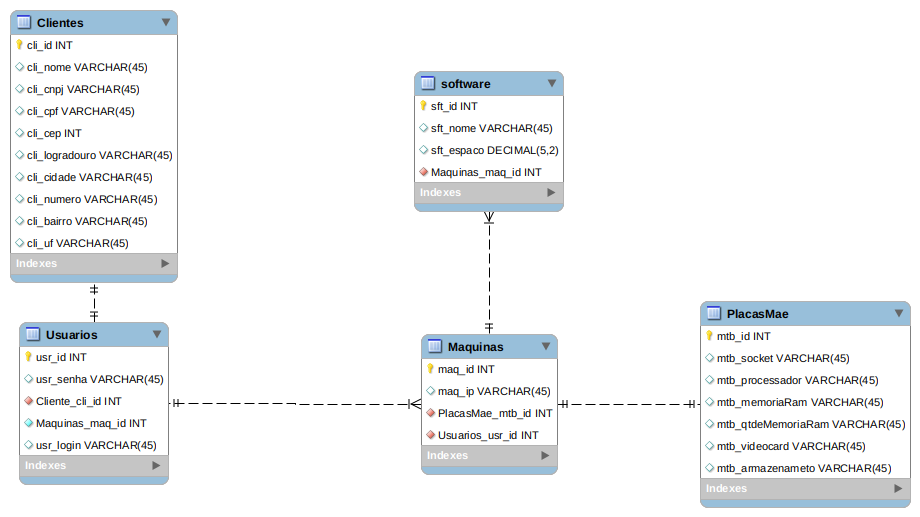 Clientes
cli_id INT
cli_nome VARCHAR(45)
cli_cnpj VARCHAR(45)
cli_cpf VARCHAR(45)
cli_cep INT
cli_logradouro VARCHAR(45)
cli_cidade VARCHAR(45)
cli_numero VARCHAR(45)
cli_bairro VARCHAR(45)
cli_uf VARCHAR(45)
Indexes
software
sft_id INT
sft_nome VARCHAR(45)
sft_espaco DECIMAL(5,2)
Maquinas_maq_id INT
Indexes
Usuarios
usr_id INT
usr_senha VARCHAR(45)
Cliente_cli_id INT
Maquinas_maq_id INT
usr_login VARCHAR(45)
Indexes
Maquinas
maq_id INT
maq_ip VARCHAR(45)
PlacasMae_mtb_id INT
Usuarios_usr_id INT
Indexes
PlacasMae
mtb_id INT
mtb_socket VARCHAR(45)
mtb_processador VARCHAR(45)
mtb_memoriaRam VARCHAR(45)
mtb_qtdeMemoriaRam VARCHAR(45)
mtb_videocard VARCHAR(45)
mtb_armazenameto VARCHAR(45)
Indexes